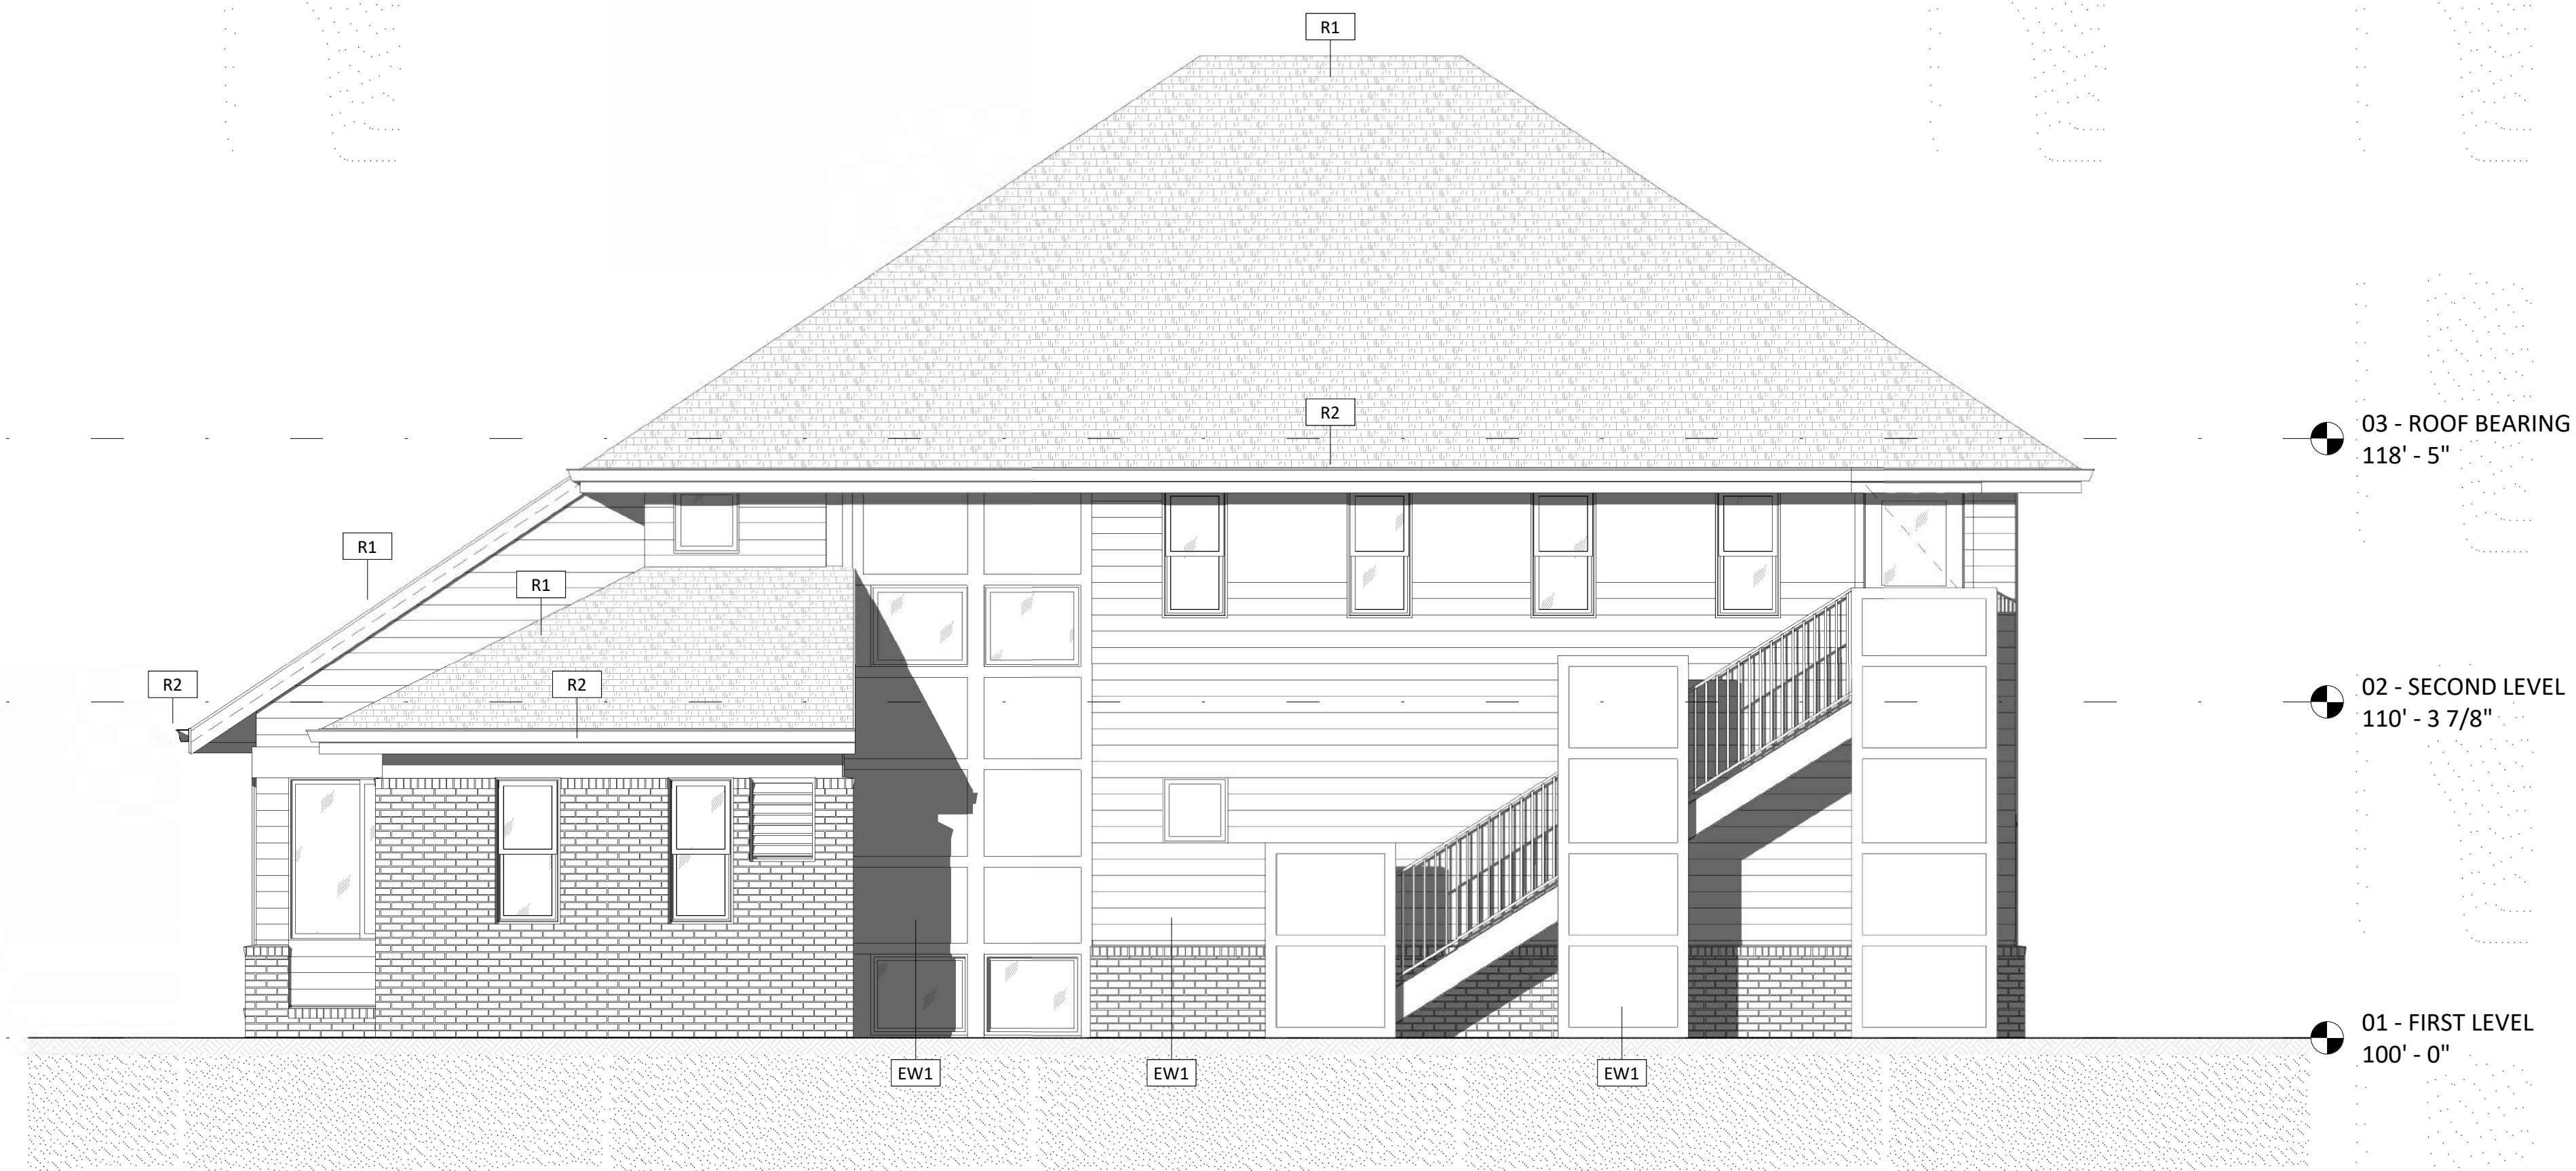 R1
R2
03 - ROOF BEARING
118' - 5"
R1
R1
R2
R2
02 - SECOND LEVEL
110' - 3 7/8"
01 - FIRST LEVEL
100' - 0"
EW1
EW1
EW1